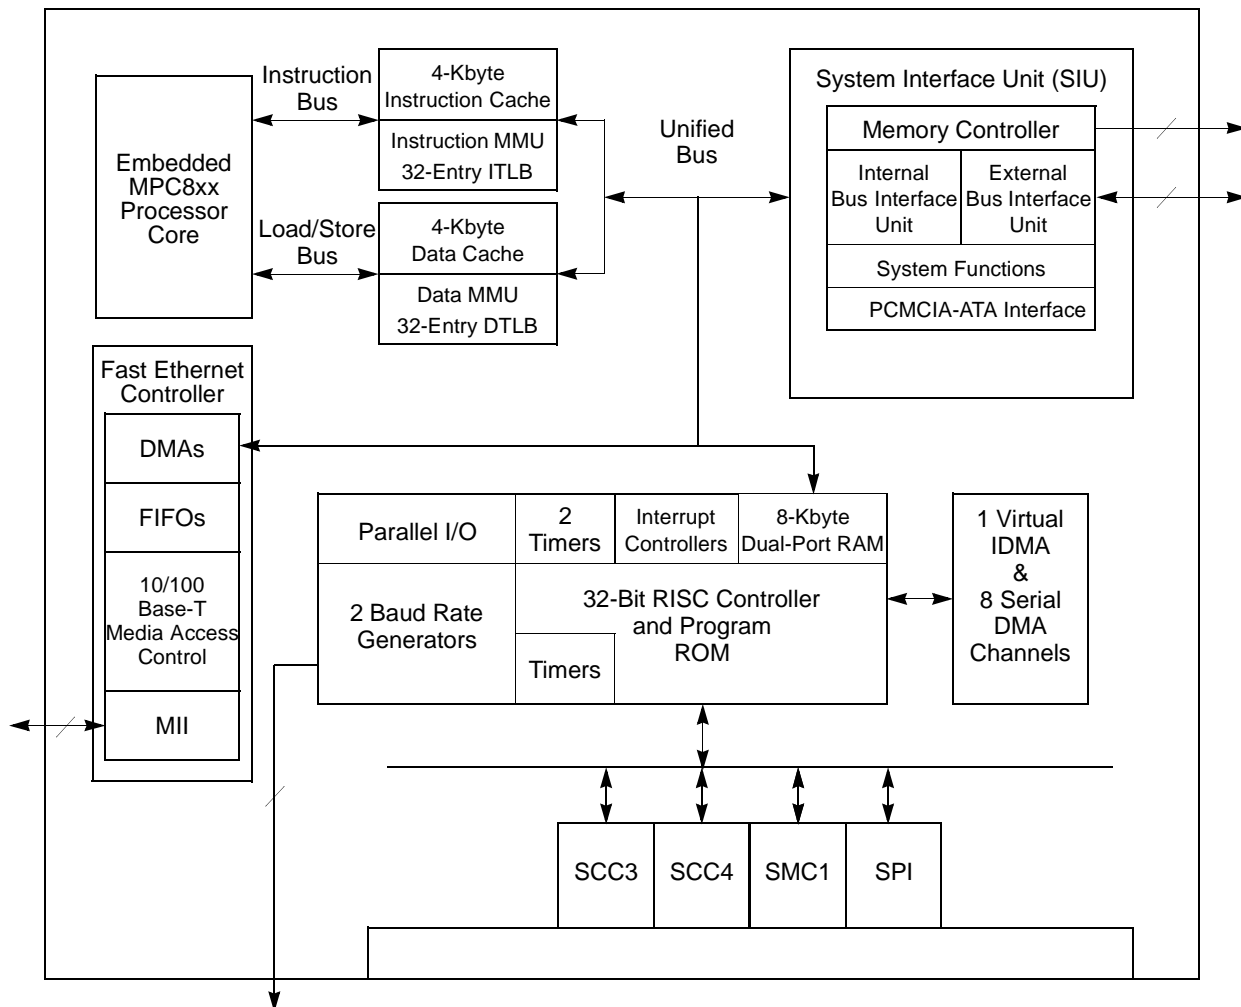 Instruction
Bus
4-Kbyte
Instruction Cache
Instruction MMU
32-Entry ITLB
Embedded
MPC8xx
Processor
Core
Load/Store
Bus
4-Kbyte
Data Cache
Data MMU
32-Entry DTLB
Unified
Bus
System Interface Unit (SIU)
Memory Controller
Internal
Bus Interface
Unit
External
Bus Interface
Unit
System Functions
PCMCIA-ATA Interface
Fast Ethernet
Controller
DMAs
FIFOs
10/100
Base-T
Media Access
Control
MII
Parallel I/O
2
Timers
Interrupt
Controllers
8-Kbyte
Dual-Port RAM
2 Baud Rate
Generators
32-Bit RISC Controller
and Program
ROM
Timers
1 Virtual
IDMA
&
8 Serial
DMA
Channels
SCC3
SCC4
SMC1
SPI